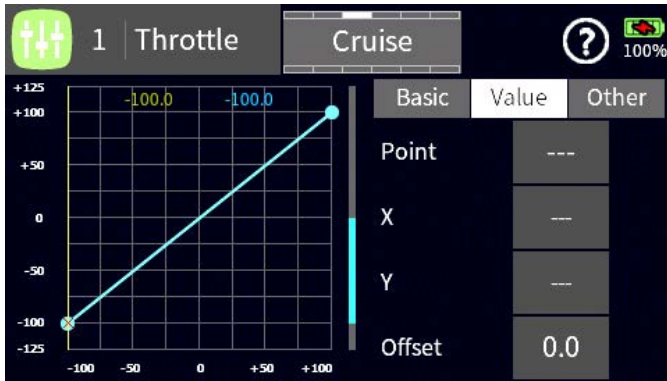 1 Throttle Cruise ? 100%
Basic Value Other
+125
+100 -100.0 -100.0
Point ---
+50
X ---
0
-50
Y ---
-100
-125
Offset 0.0
-100 -50 0 +50 +100